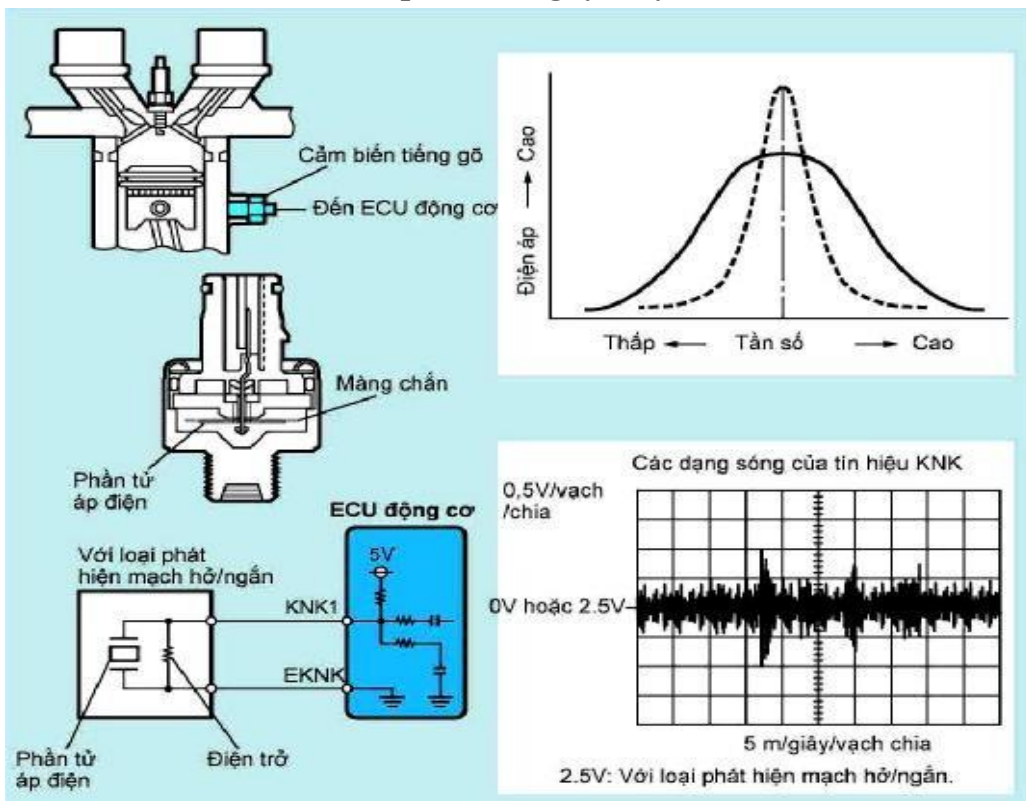 Cảm biến tiếng gõ
Đến ECU động cơ
Màng chắn
Phần tử
áp điện
Điện áp → Cao
Thấp ← Tần số → Cao
Với loại phát
hiện mạch hở/ngắn
ECU động cơ
5V
KNK1
EKNK
Phần tử
áp điện
Điện trở
Các dạng sóng của tín hiệu KNK
0,5V/vạch
/chia
0V hoặc 2.5V
5 m/giây/vạch chia
2.5V: Với loại phát hiện mạch hở/ngắn.